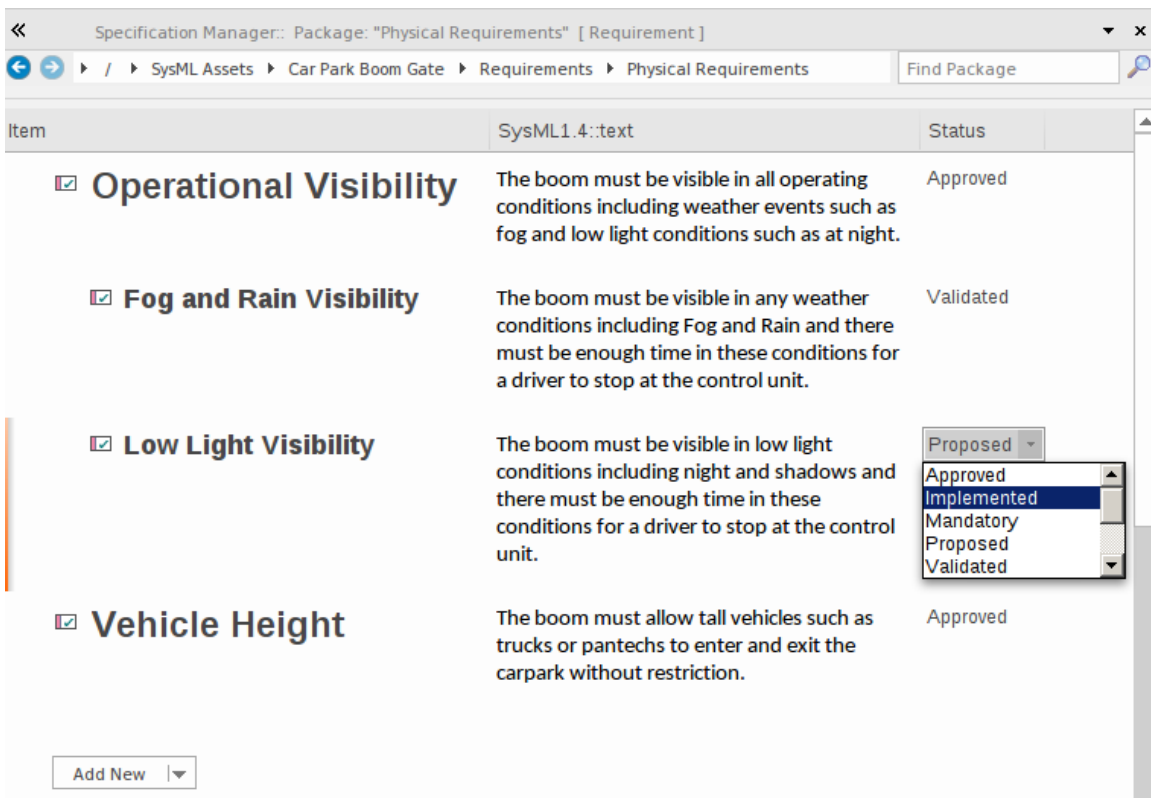 Specification Manager:: Package: "Physical Requirements" [ Requirement ]
/ SysML Assets Car Park Boom Gate Requirements Physical Requirements Find Package
Item SysML1.4::text Status
Operational Visibility
The boom must be visible in all operating
conditions including weather events such as
fog and low light conditions such as at night.
Approved
Fog and Rain Visibility
The boom must be visible in any weather
conditions including Fog and Rain and there
must be enough time in these conditions for
a driver to stop at the control unit.
Validated
Low Light Visibility
The boom must be visible in low light
conditions including night and shadows and
there must be enough time in these
conditions for a driver to stop at the control
unit.
Proposed
Approved
Implemented
Mandatory
Proposed
Validated
Vehicle Height
The boom must allow tall vehicles such as
trucks or pantechs to enter and exit the
carpark without restriction.
Approved
Add New